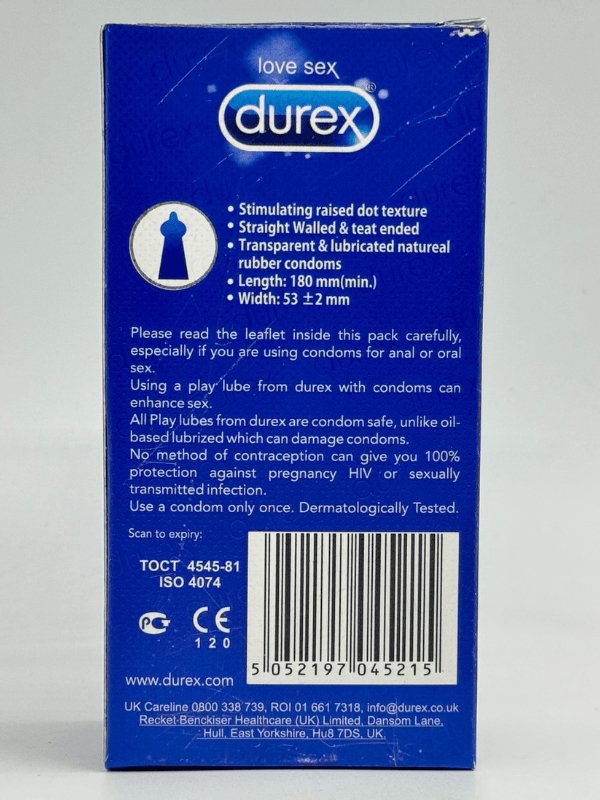 love sex
durex®
• Stimulating raised dot texture
• Straight Walled & teat ended
• Transparent & lubricated natureal
rubber condoms
• Length: 180 mm(min.)
• Width: 53 ±2 mm
Please read the leaflet inside this pack carefully,
especially if you are using condoms for anal or oral
sex.
Using a play lube from durex with condoms can
enhance sex.
All Play lubes from durex are condom safe, unlike oil-
based lubrized which can damage condoms.
No method of contraception can give you 100%
protection against pregnancy HIV or sexually
transmitted infection.
Use a condom only once. Dermatologically Tested.
Scan to expiry:
TOCT 4545-81
ISO 4074
PG CE
120
5 052197 045215
www.durex.com
UK Careline 0800 338 739, ROI 01 661 7318, info@durex.co.uk
Recket-Benckiser Healthcare (UK) Limited, Dansom Lane,
Hull, East Yorkshire, Hu8 7DS, UK.